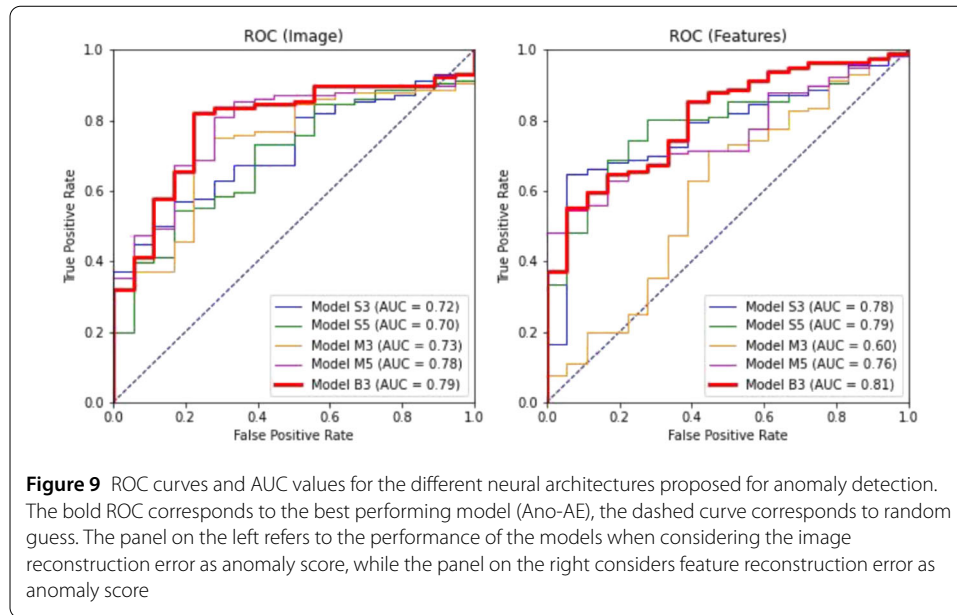 ROC (Image)
1.0
0.8
0.6
0.4
0.2
0.0
True Positive Rate
Model S3 (AUC = 0.72)
Model S5 (AUC = 0.70)
Model M3 (AUC = 0.73)
Model M5 (AUC = 0.78)
Model B3 (AUC = 0.79)
0.0 0.2 0.4 0.6 0.8 1.0
False Positive Rate
ROC (Features)
1.0
0.8
0.6
0.4
0.2
0.0
True Positive Rate
Model S3 (AUC = 0.78)
Model S5 (AUC = 0.79)
Model M3 (AUC = 0.60)
Model M5 (AUC = 0.76)
Model B3 (AUC = 0.81)
0.0 0.2 0.4 0.6 0.8 1.0
False Positive Rate
Figure 9 ROC curves and AUC values for the different neural architectures proposed for anomaly detection.
The bold ROC corresponds to the best performing model (Ano-AE), the dashed curve corresponds to random
guess. The panel on the left refers to the performance of the models when considering the image
reconstruction error as anomaly score, while the panel on the right considers feature reconstruction error as
anomaly score